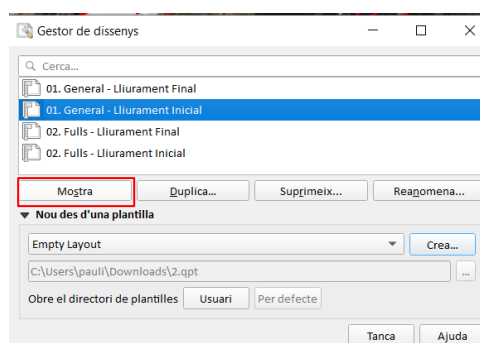 Gestor de dissenys
Cerca...
01. General - Lliurament Final
01. General - Lliurament Inicial
02. Fulls - Lliurament Final
02. Fulls - Lliurament Inicial
Mostra Duplica... Suprimeix... Reanomena...
Nou des d'una plantilla
Empty Layout Crea...
C:\Users\pauli\Downloads\2.qpt ...
Obre el directori de plantilles Usuari Per defecte
Tanca Ajuda